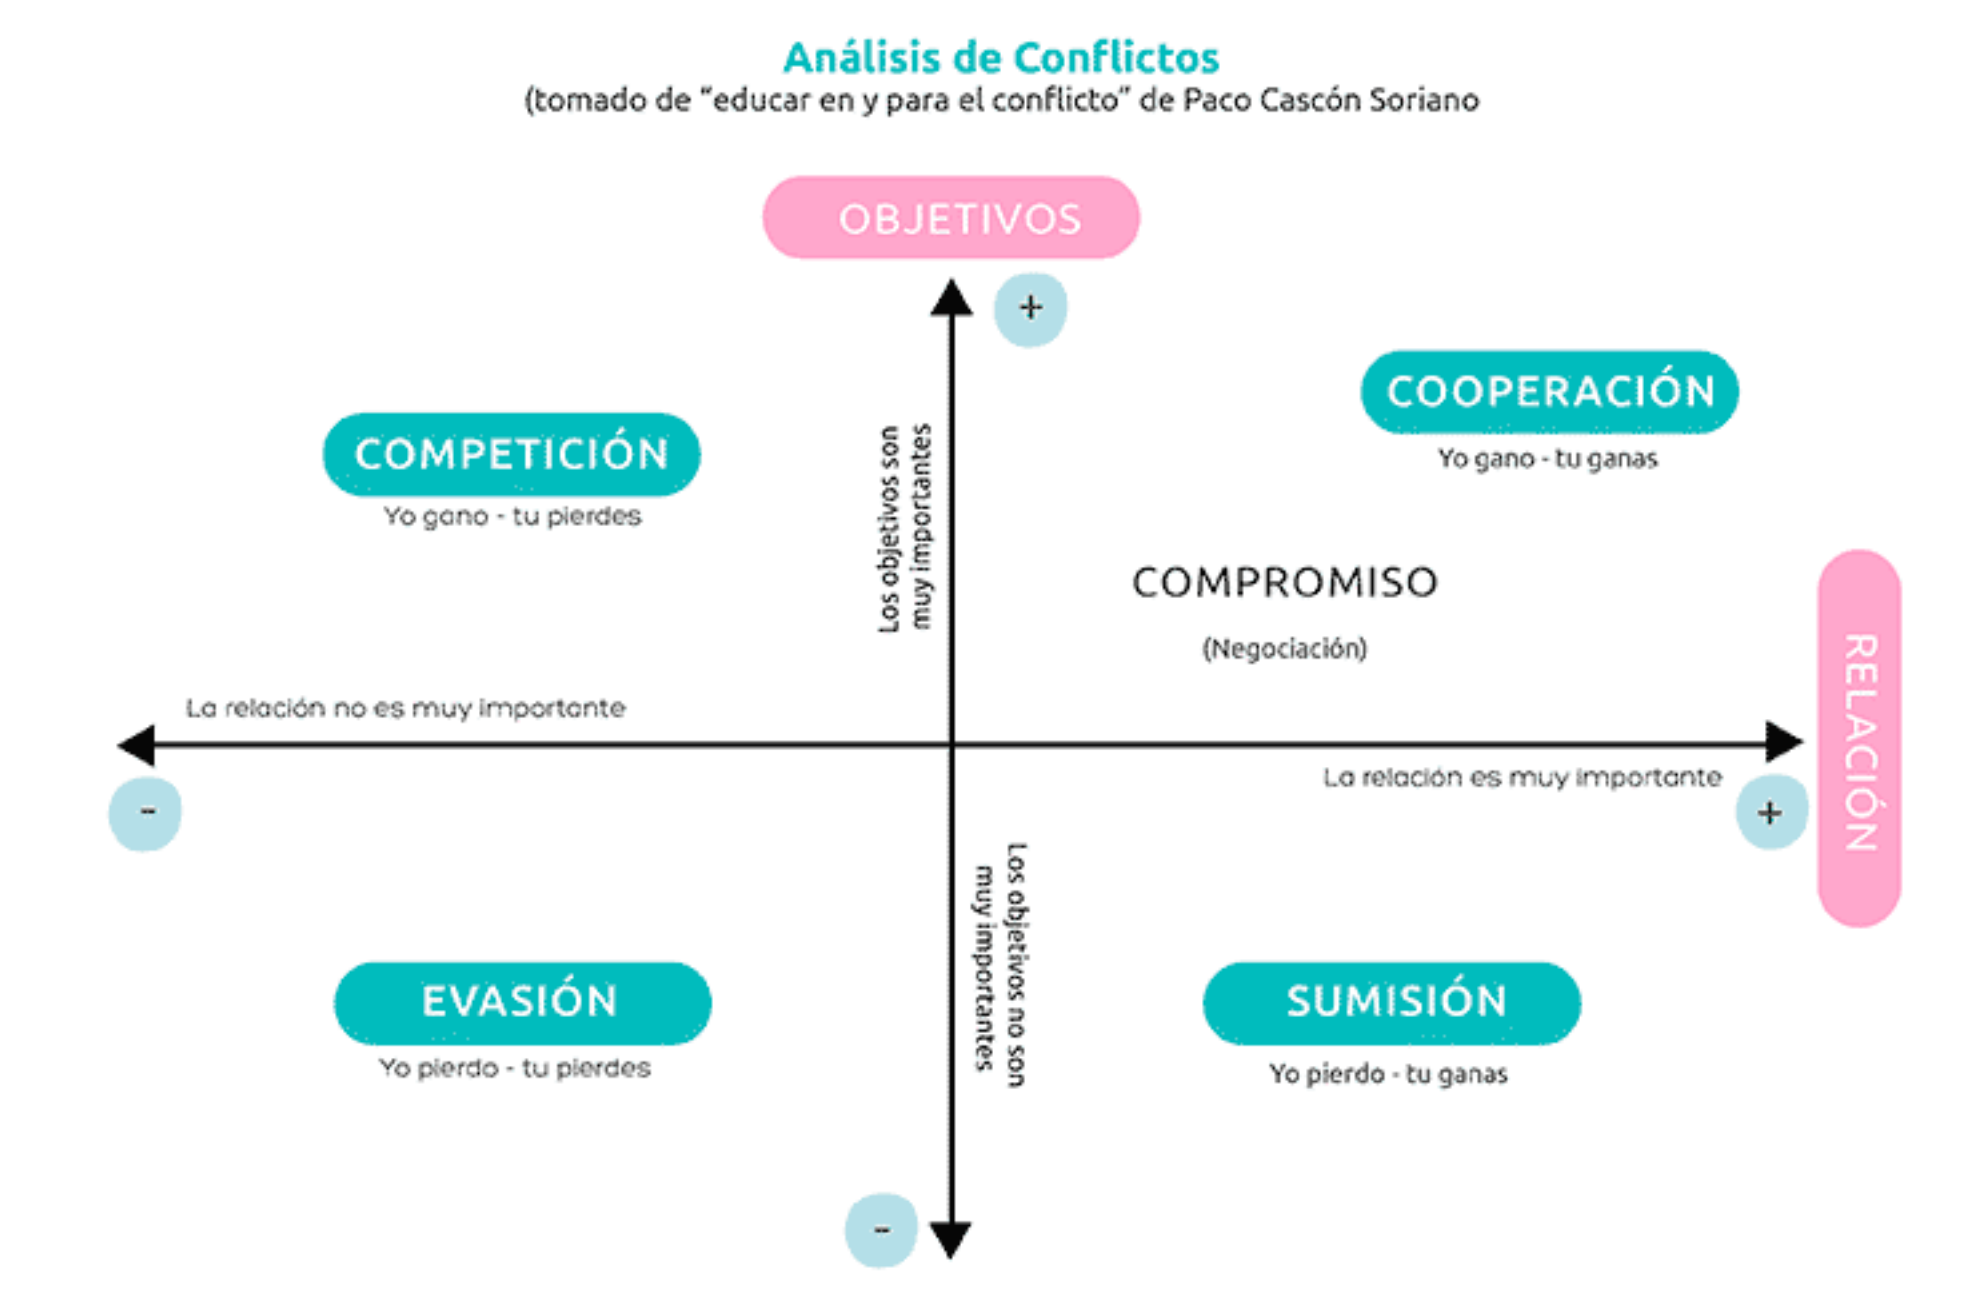 Análisis de Conflictos
(tomado de “educar en y para el conflicto” de Paco Cascón Soriano
OBJETIVOS
+
COOPERACIÓN
Yo gano - tu ganas
COMPETICIÓN
Yo gano - tu pierdes
Los objetivos son
muy importantes
COMPROMISO
(Negociación)
RELACIÓN
La relación no es muy importante
La relación es muy importante
-
+
Los objetivos no son
muy importantes
EVASIÓN
Yo pierdo - tu pierdes
SUMISIÓN
Yo pierdo - tu ganas
-